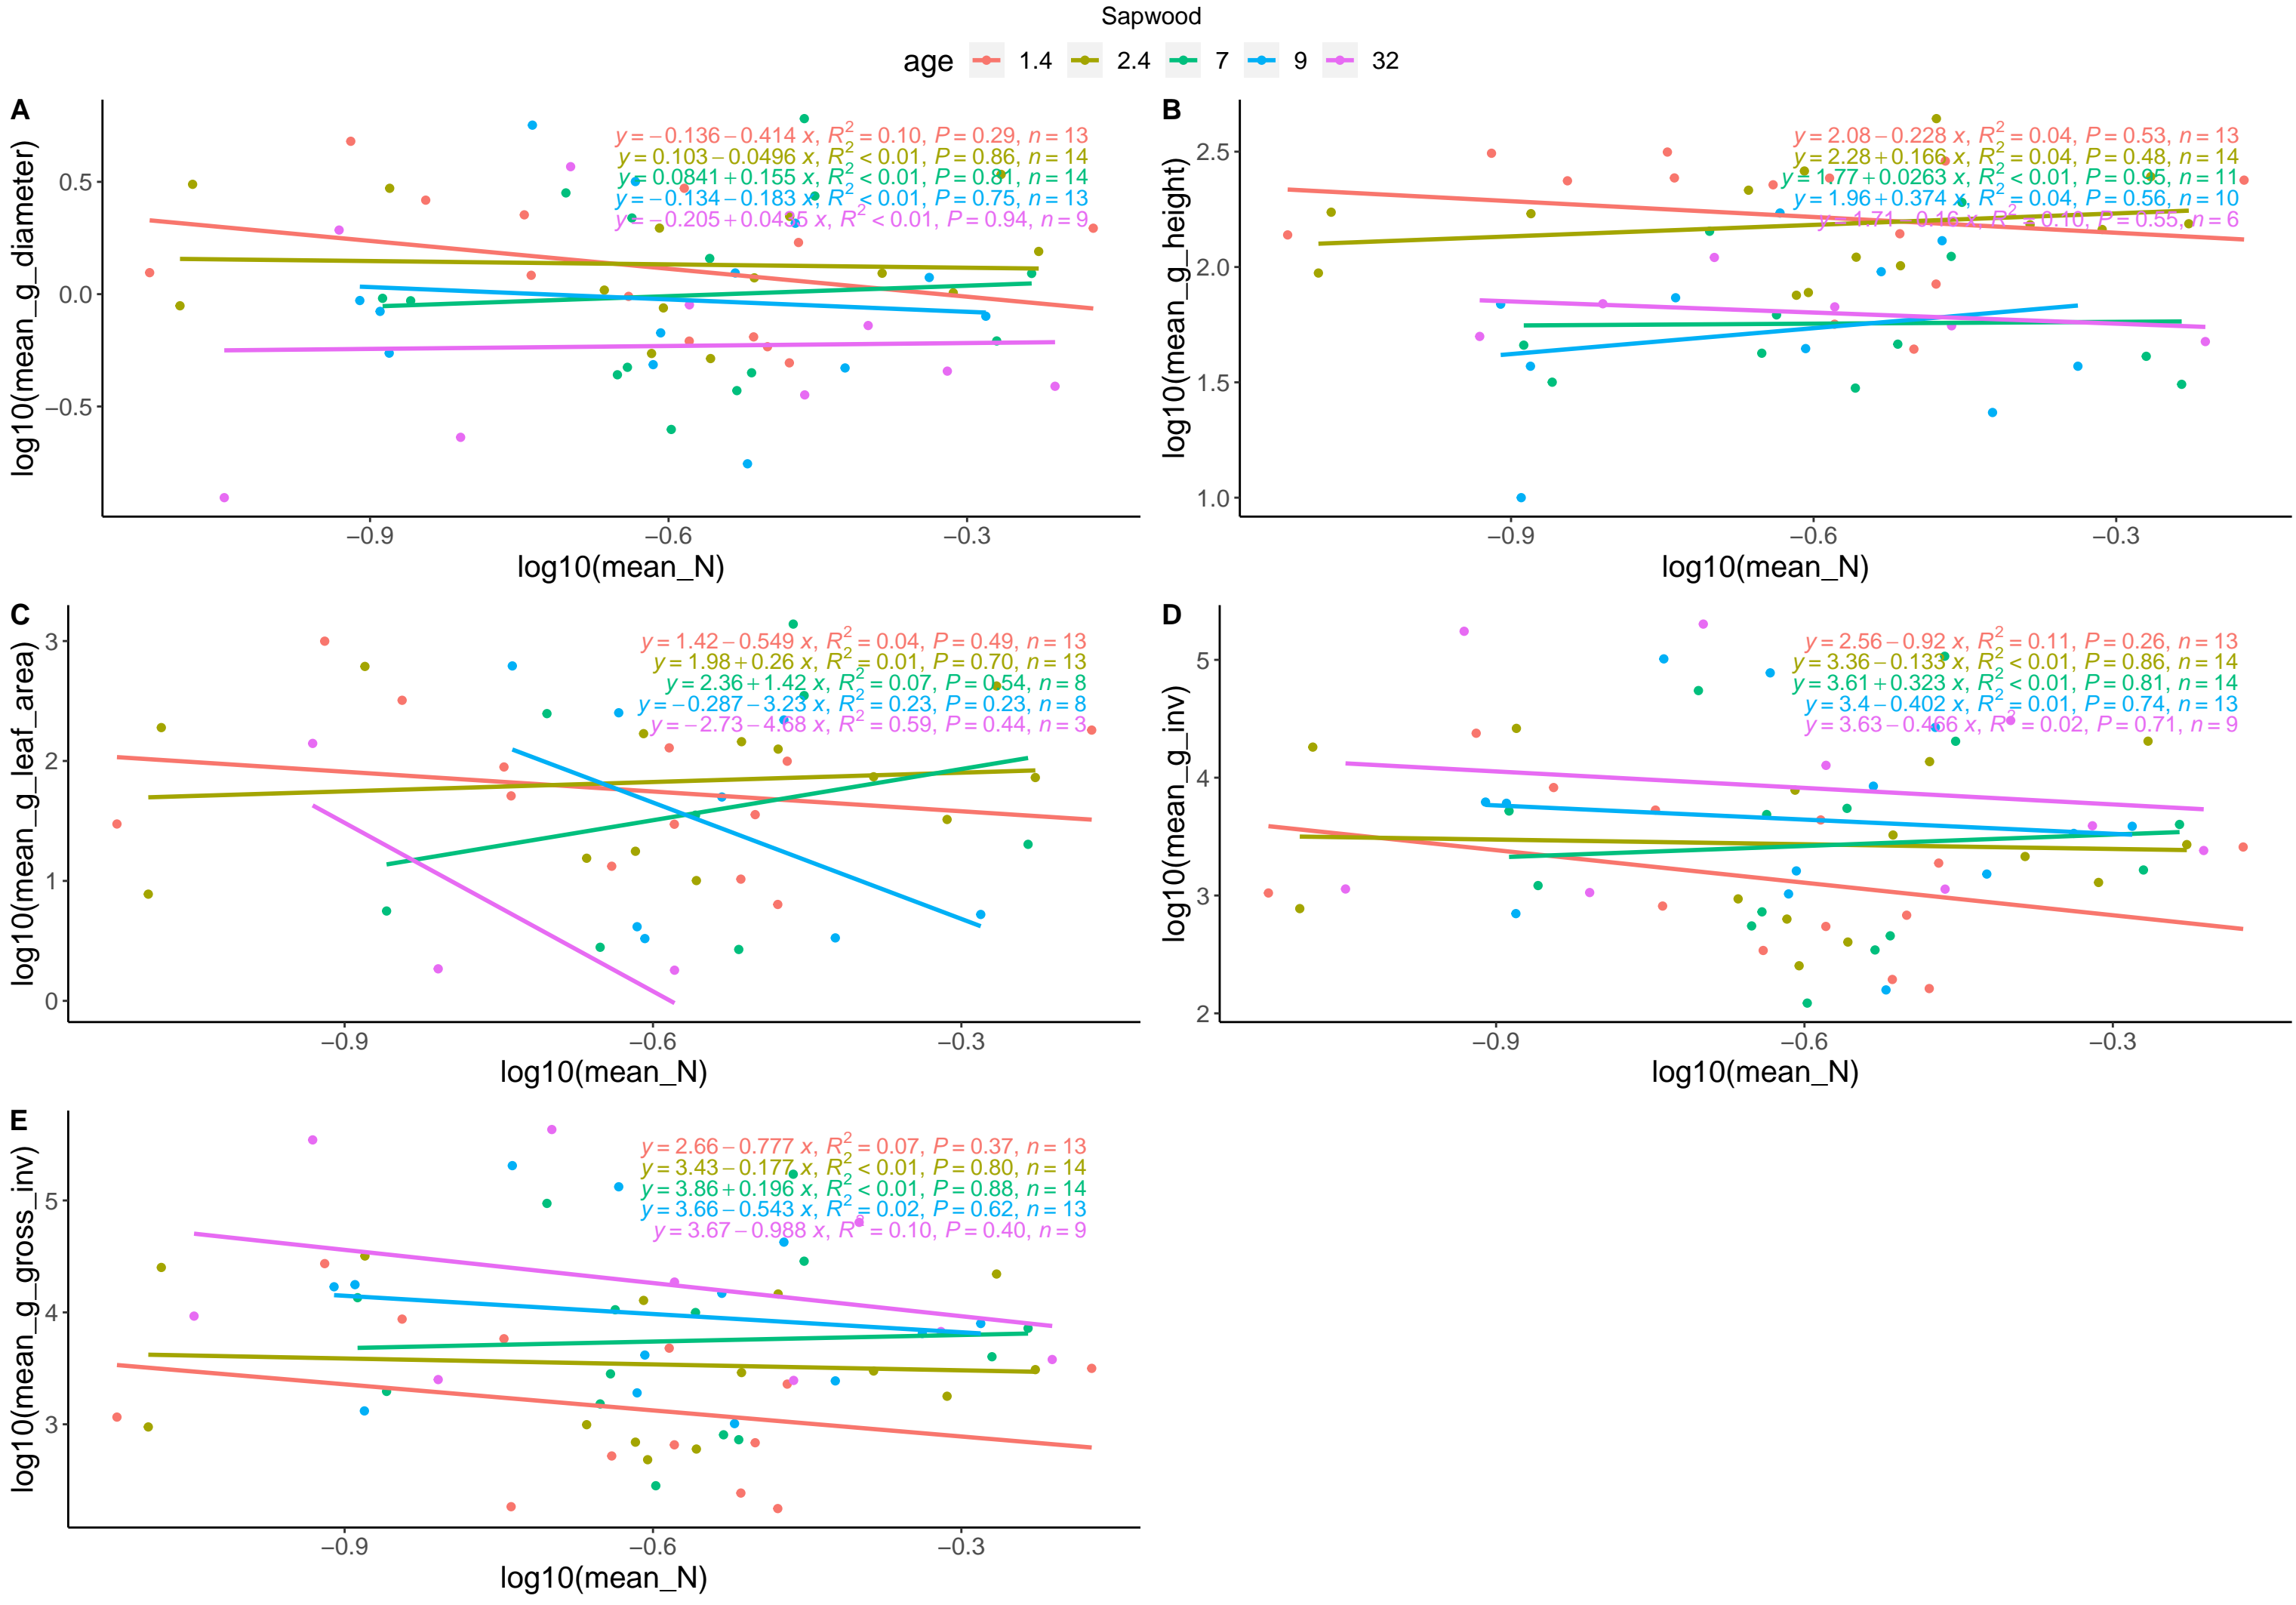 Sapwood
age 1.4 2.4 7 9 32
A
log10(mean_g_diameter)
0.5
0.0
−0.5
y = −0.136 − 0.414 x, R2 = 0.10, P = 0.29, n = 13
y = 0.103 − 0.0496 x, R2 < 0.01, P = 0.86, n = 14
y = 0.0841 + 0.155 x, R2 < 0.01, P = 0.81, n = 14
y = −0.134 − 0.183 x, R2 < 0.01, P = 0.75, n = 13
y = −0.205 + 0.0435 x, R2 < 0.01, P = 0.94, n = 9
−0.9 −0.6 −0.3
log10(mean_N)
B
log10(mean_g_height)
2.5
2.0
1.5
1.0
y = 2.08 − 0.228 x, R2 = 0.04, P = 0.53, n = 13
y = 2.28 + 0.166 x, R2 = 0.04, P = 0.48, n = 14
y = 1.77 + 0.0263 x, R2 < 0.01, P = 0.95, n = 11
y = 1.96 + 0.374 x, R2 = 0.04, P = 0.56, n = 10
y = 1.71 − 0.16 x, R2 = 0.10, P = 0.55, n = 6
−0.9 −0.6 −0.3
log10(mean_N)
C
log10(mean_g_leaf_area)
3
2
1
0
y = 1.42 − 0.549 x, R2 = 0.04, P = 0.49, n = 13
y = 1.98 + 0.26 x, R2 = 0.01, P = 0.70, n = 13
y = 2.36 + 1.42 x, R2 = 0.07, P = 0.54, n = 8
y = −0.287 − 3.23 x, R2 = 0.23, P = 0.23, n = 8
y = −2.73 − 4.68 x, R2 = 0.59, P = 0.44, n = 3
−0.9 −0.6 −0.3
log10(mean_N)
D
log10(mean_g_inv)
5
4
3
2
y = 2.56 − 0.92 x, R2 = 0.11, P = 0.26, n = 13
y = 3.36 − 0.133 x, R2 < 0.01, P = 0.86, n = 14
y = 3.61 + 0.323 x, R2 < 0.01, P = 0.81, n = 14
y = 3.4 − 0.402 x, R2 = 0.01, P = 0.74, n = 13
y = 3.63 − 0.466 x, R2 = 0.02, P = 0.71, n = 9
−0.9 −0.6 −0.3
log10(mean_N)
E
log10(mean_g_gross_inv)
5
4
3
y = 2.66 − 0.777 x, R2 = 0.07, P = 0.37, n = 13
y = 3.43 − 0.177 x, R2 < 0.01, P = 0.80, n = 14
y = 3.86 + 0.196 x, R2 < 0.01, P = 0.88, n = 14
y = 3.66 − 0.543 x, R2 = 0.02, P = 0.62, n = 13
y = 3.67 − 0.988 x, R2 = 0.10, P = 0.40, n = 9
−0.9 −0.6 −0.3
log10(mean_N)